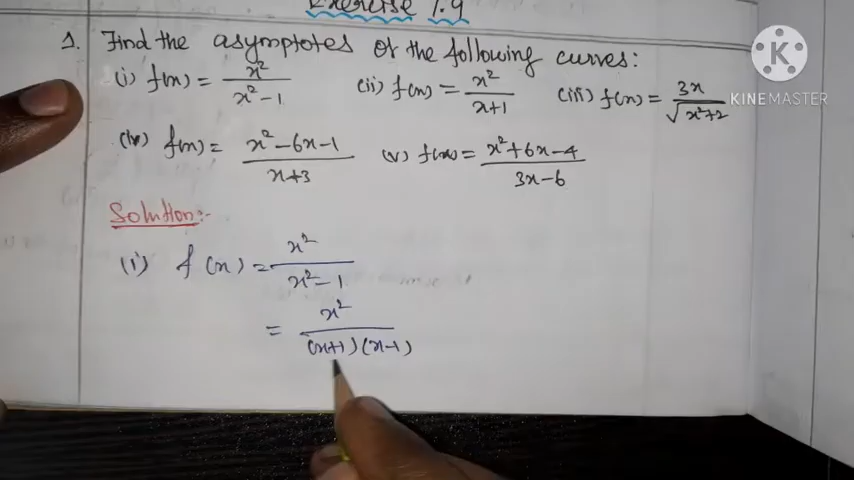 Exercise 7.9
1. Find the asymptotes of the following curves:
(i) f(x) = x²/(x²-1) (ii) f(x) = x²/(x+1) (iii) f(x) = 3x/√(x²+2)
(iv) f(x) = (x²-6x-1)/(x+3) (v) f(x) = (x²+6x-4)/(3x-6)
KINEMASTER
Solution:-
(i) f(x) = x²/(x²-1)
= x²/((x+1)(x-1))